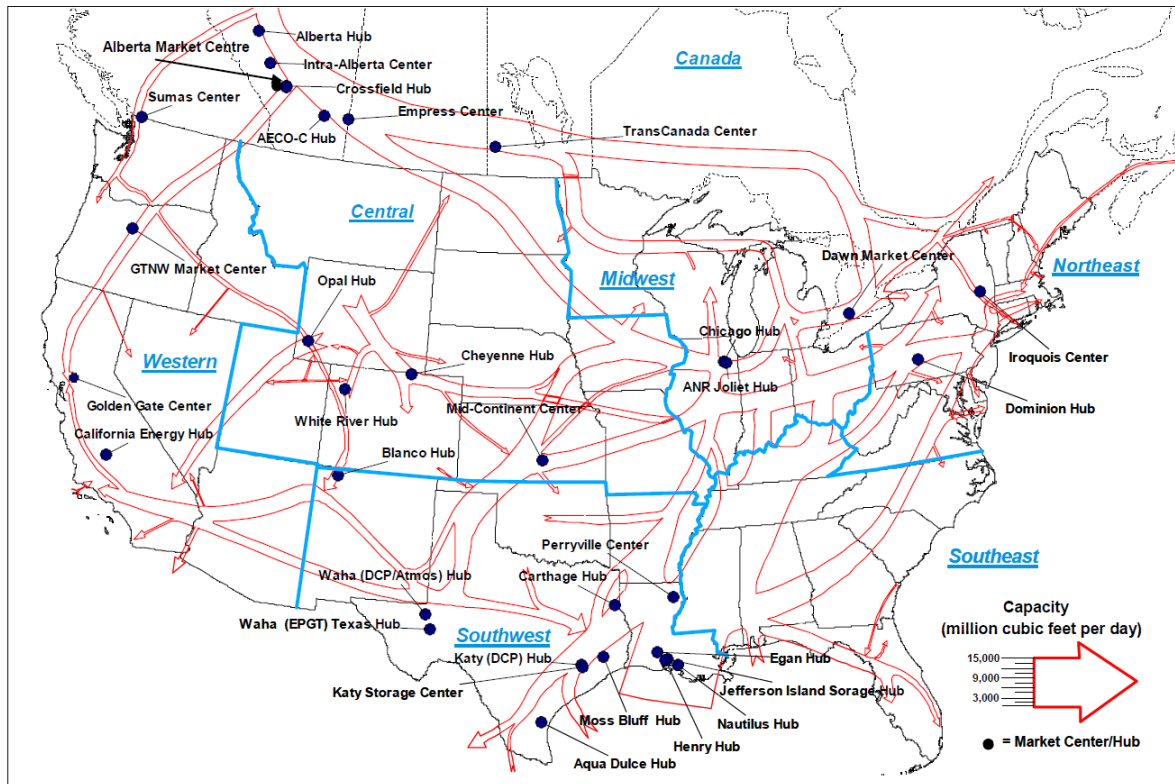 Alberta Hub
Alberta Market Centre
Intra-Alberta Center
Crossfield Hub
Sumas Center
Empress Center
AECO-C Hub
TransCanada Center
Canada
Central
GTNW Market Center
Opal Hub
Midwest
Dawn Market Center
Northeast
Western
Cheyenne Hub
Chicago Hub
Iroquois Center
ANR Joliet Hub
Golden Gate Center
White River Hub
Mid-Continent Center
Dominion Hub
California Energy Hub
Blanco Hub
Perryville Center
Carthage Hub
Southeast
Waha (DCP/Atmos) Hub
Waha (EPGT) Texas Hub
Southwest
Katy (DCP) Hub
Katy Storage Center
Egan Hub
Jefferson Island Sorage Hub
Moss Bluff Hub
Nautilus Hub
Henry Hub
Aqua Dulce Hub
Capacity
(million cubic feet per day)
15,000
9,000
3,000
= Market Center/Hub